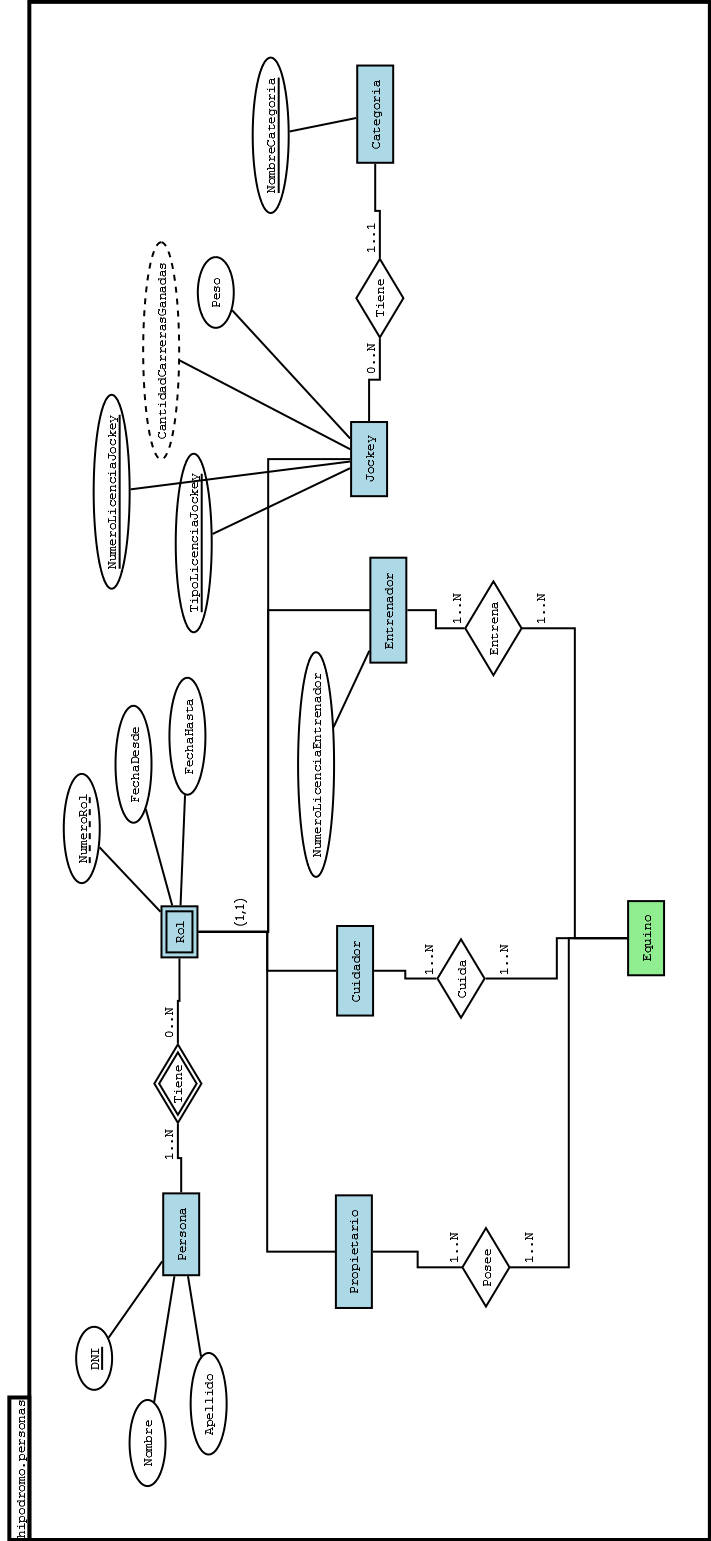 hipodromo.personas
DNI
Nombre
Apellido
Persona
1..N
Tiene
0..N
Rol
NumeroRol
FechaDesde
FechaHasta
(1,1)
NumeroLicenciaJockey
TipoLicenciaJockey
CantidadCarrerasGanadas
Peso
NombreCategoria
Propietario
Cuidador
NumeroLicenciaEntrenador
Entrenador
Jockey
0..N
Tiene
1..1
Categoria
1..N
Posee
1..N
1..N
Cuida
1..N
1..N
Entrena
1..N
Equino